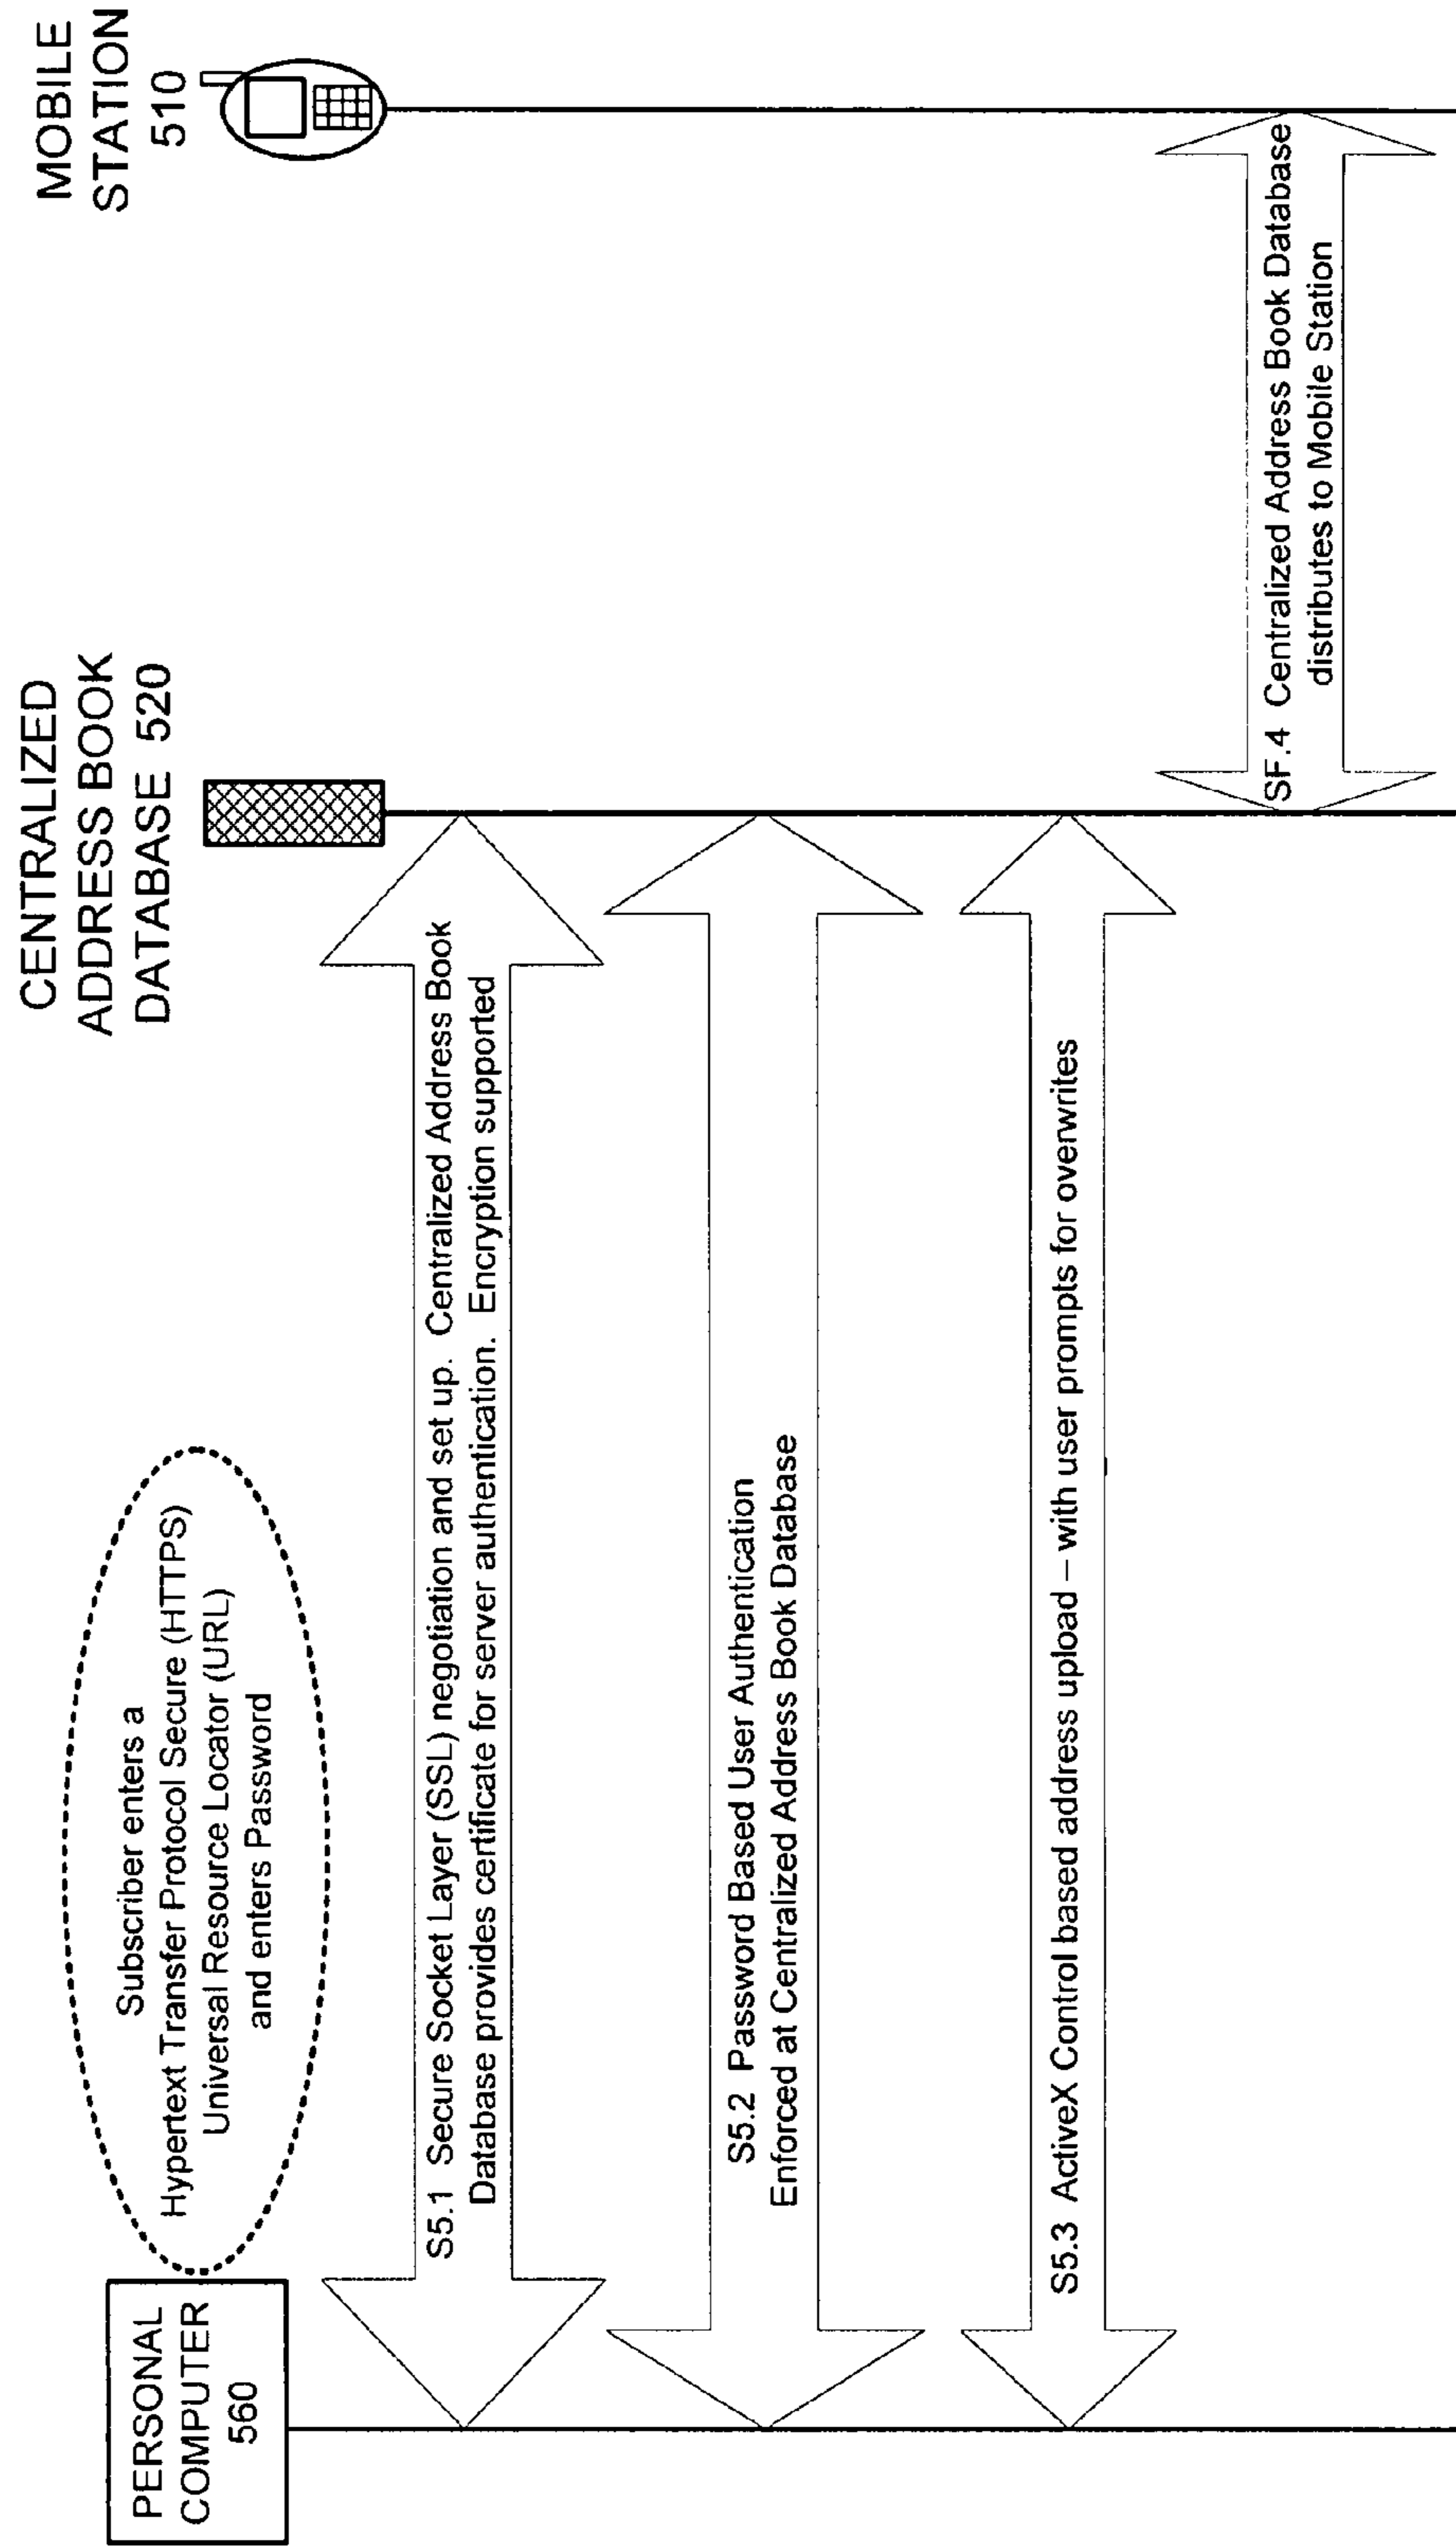 PERSONAL
COMPUTER
560
Subscriber enters a
Hypertext Transfer Protocol Secure (HTTPS)
Universal Resource Locator (URL)
and enters Password
CENTRALIZED
ADDRESS BOOK
DATABASE 520
MOBILE
STATION
510
S5.1 Secure Socket Layer (SSL) negotiation and set up. Centralized Address Book
Database provides certificate for server authentication. Encryption supported
S5.2 Password Based User Authentication
Enforced at Centralized Address Book Database
S5.3 ActiveX Control based address upload – with user prompts for overwrites
SF.4 Centralized Address Book Database
distributes to Mobile Station